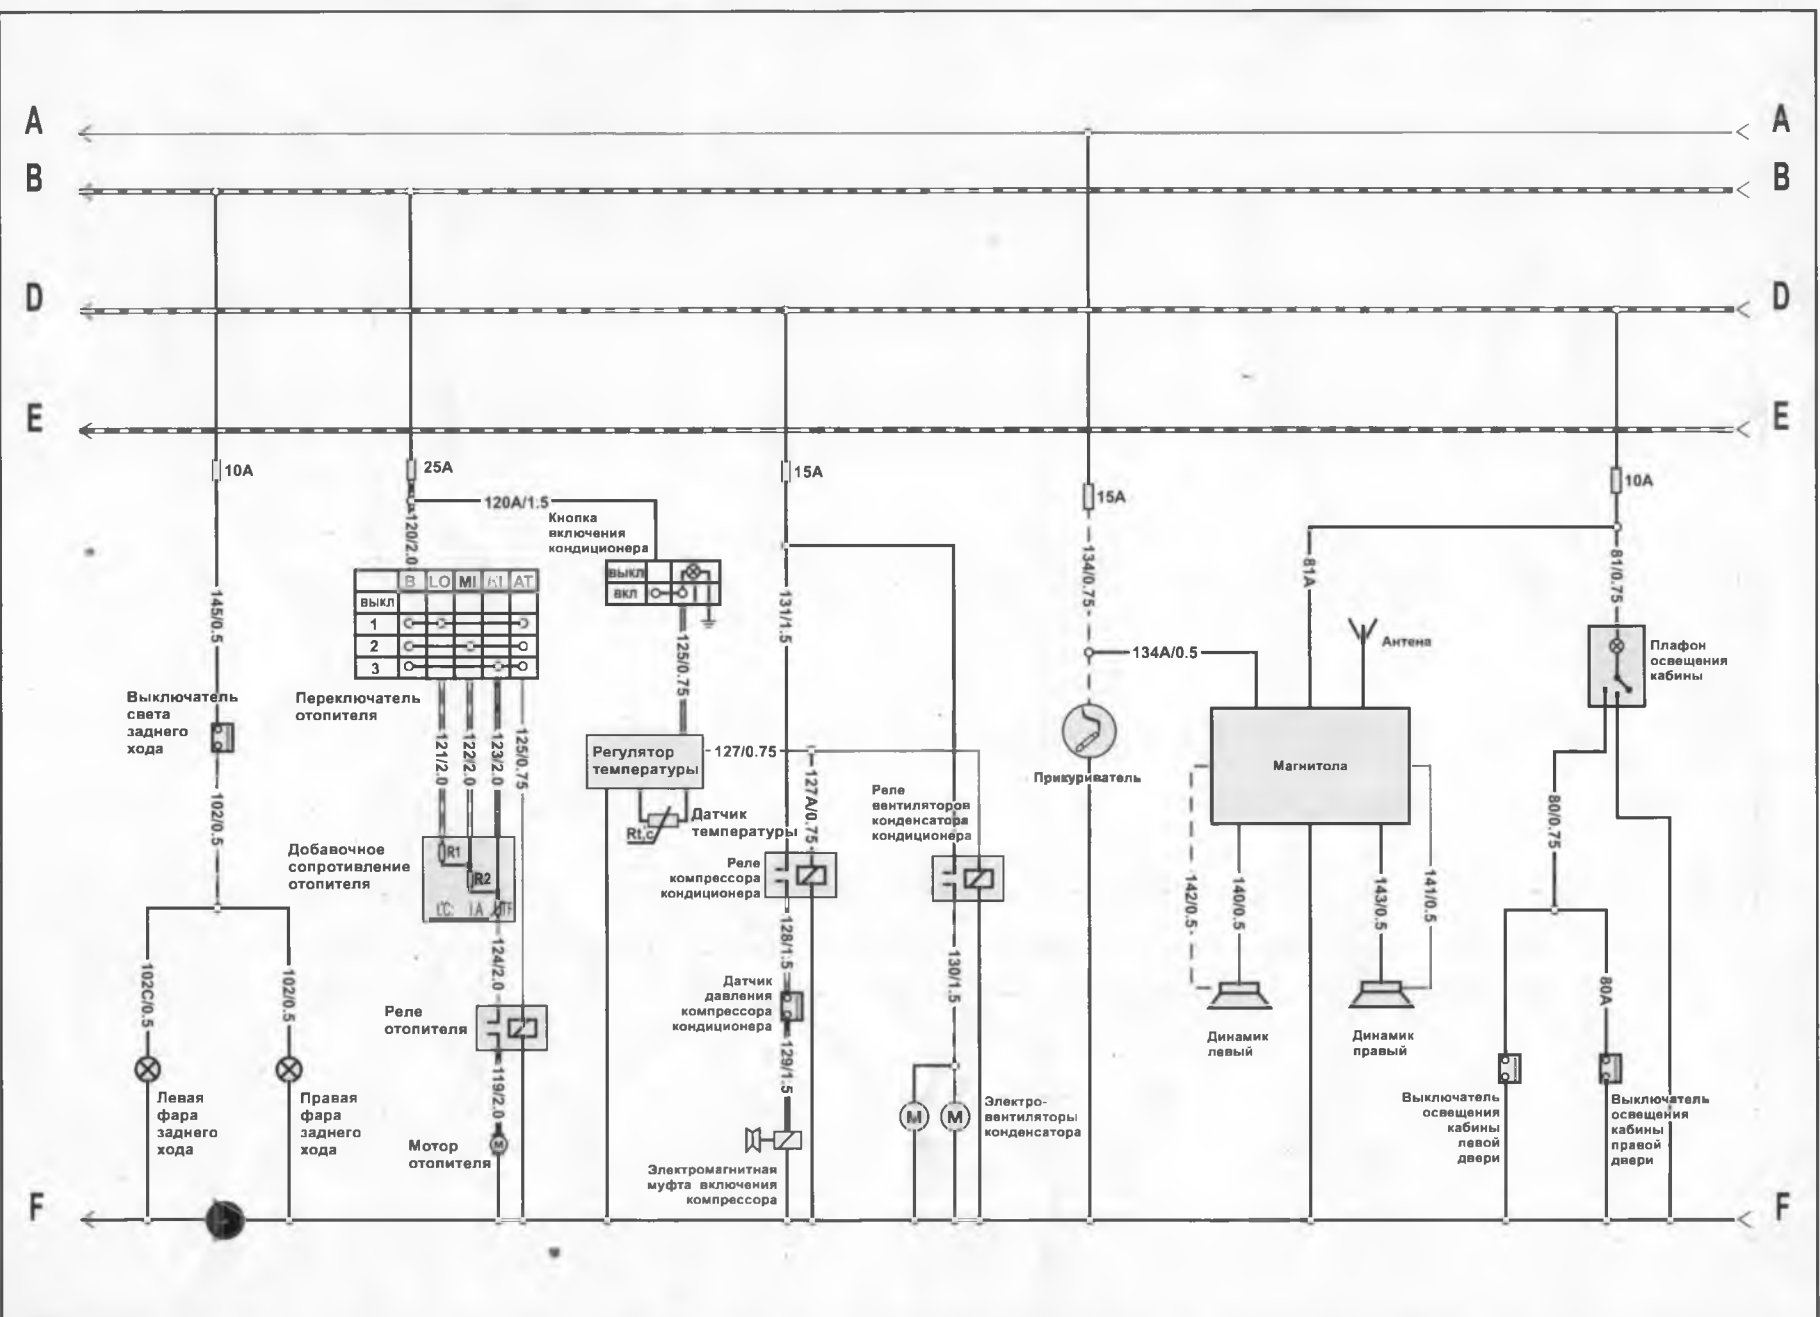 A
A
B
B
D
D
E
E
10A
25A
15A
15A
10A
120A/1.5
120/2.0
Кнопка
включения
кондиционера
ВЫКЛ
ВКЛ
B LO MI AT
ВЫКЛ
1
2
3
Переключатель
отопителя
145/0.5
Выключатель
света
заднего
хода
102/0.5
102C/0.5
102/0.5
Левая
фара
заднего
хода
Правая
фара
заднего
хода
121/2.0
122/2.0
123/2.0
125/0.75
Добавочное
сопротивление
отопителя
R1
R2
124/2.0
Реле
отопителя
119/2.0
М
Мотор
отопителя
125/0.75
Регулятор
температуры
127/0.75
Rt,c
Датчик
температуры
131/1.5
127A/0.75
Реле
компрессора
кондиционера
128/1.5
Датчик
давления
компрессора
кондиционера
129/1.5
Электромагнитная
муфта включения
компрессора
Реле
вентиляторов
конденсатора
кондиционера
130/1.5
М
М
Электро-
вентиляторы
конденсатора
134/0.75
134A/0.5
Прикуриватель
81A
Антена
Магнитола
142/0.5
140/0.5
143/0.5
141/0.5
Динамик
левый
Динамик
правый
81/0.75
Плафон
освещения
кабины
80/0.75
80A
Выключатель
освещения
кабины
левой
двери
Выключатель
освещения
кабины
правой
двери
F
F